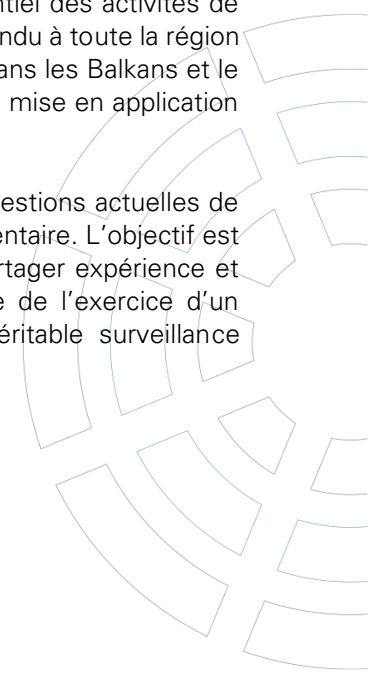 ntiel des activités de
ndu à toute la région
ans les Balkans et le
mise en application
estions actuelles de
entaire. L'objectif est
rtager expérience et
e de l'exercice d'un
éritable surveillance